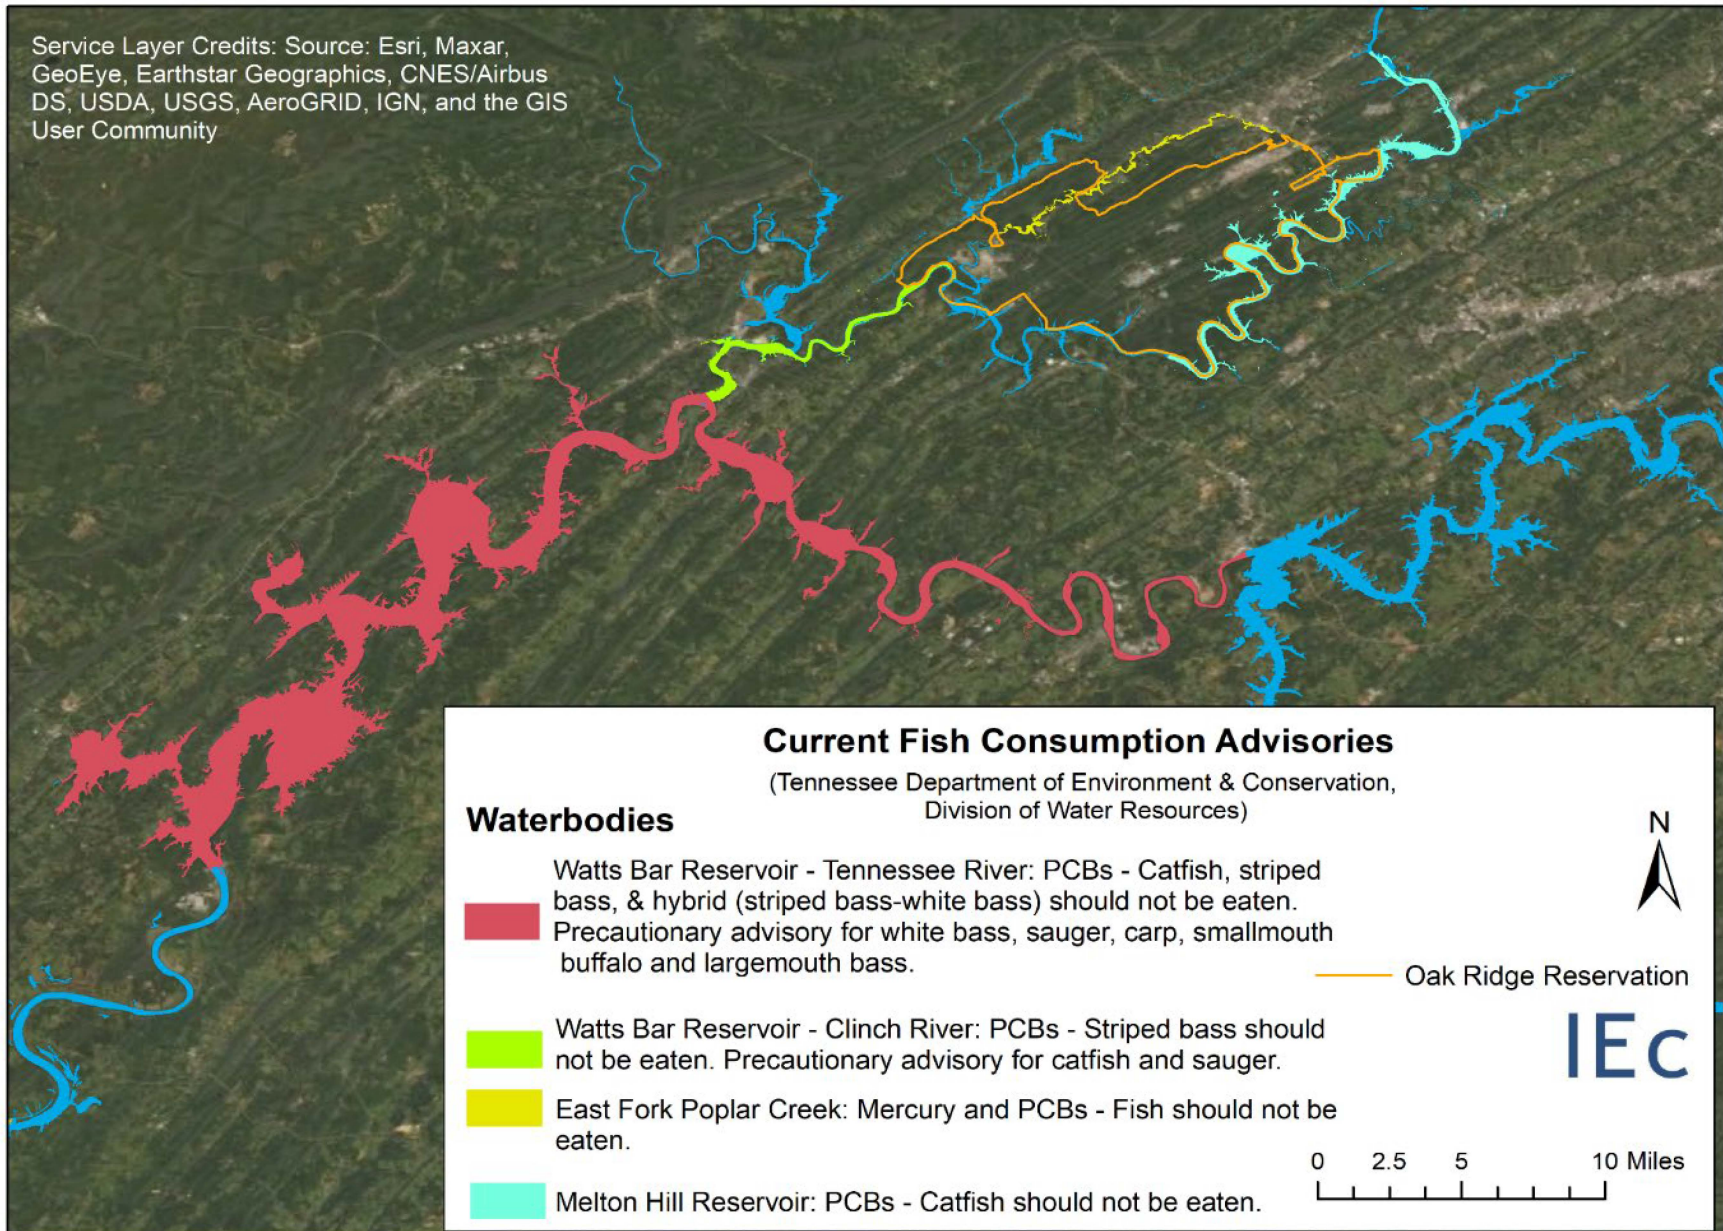 Service Layer Credits: Source: Esri, Maxar,
GeoEye, Earthstar Geographics, CNES/Airbus
DS, USDA, USGS, AeroGRID, IGN, and the GIS
User Community
Current Fish Consumption Advisories
(Tennessee Department of Environment & Conservation,
Division of Water Resources)
Waterbodies
Watts Bar Reservoir - Tennessee River: PCBs - Catfish, striped
bass, & hybrid (striped bass-white bass) should not be eaten.
Precautionary advisory for white bass, sauger, carp, smallmouth
buffalo and largemouth bass.
Watts Bar Reservoir - Clinch River: PCBs - Striped bass should
not be eaten. Precautionary advisory for catfish and sauger.
East Fork Poplar Creek: Mercury and PCBs - Fish should not be
eaten.
Melton Hill Reservoir: PCBs - Catfish should not be eaten.
N
Oak Ridge Reservation
IEc
0 2.5 5 10 Miles